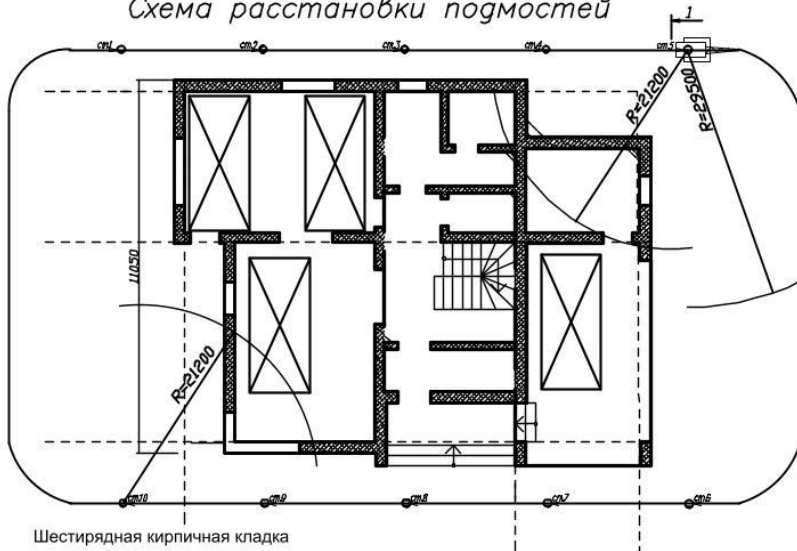 Схема расстановки подмостей
1
ст1 ст2 ст3 ст4 ст5
R=21200
R=29500
11050
R=21200
ст10 ст9 ст8 ст7 ст6
Шестирядная кирпичная кладка